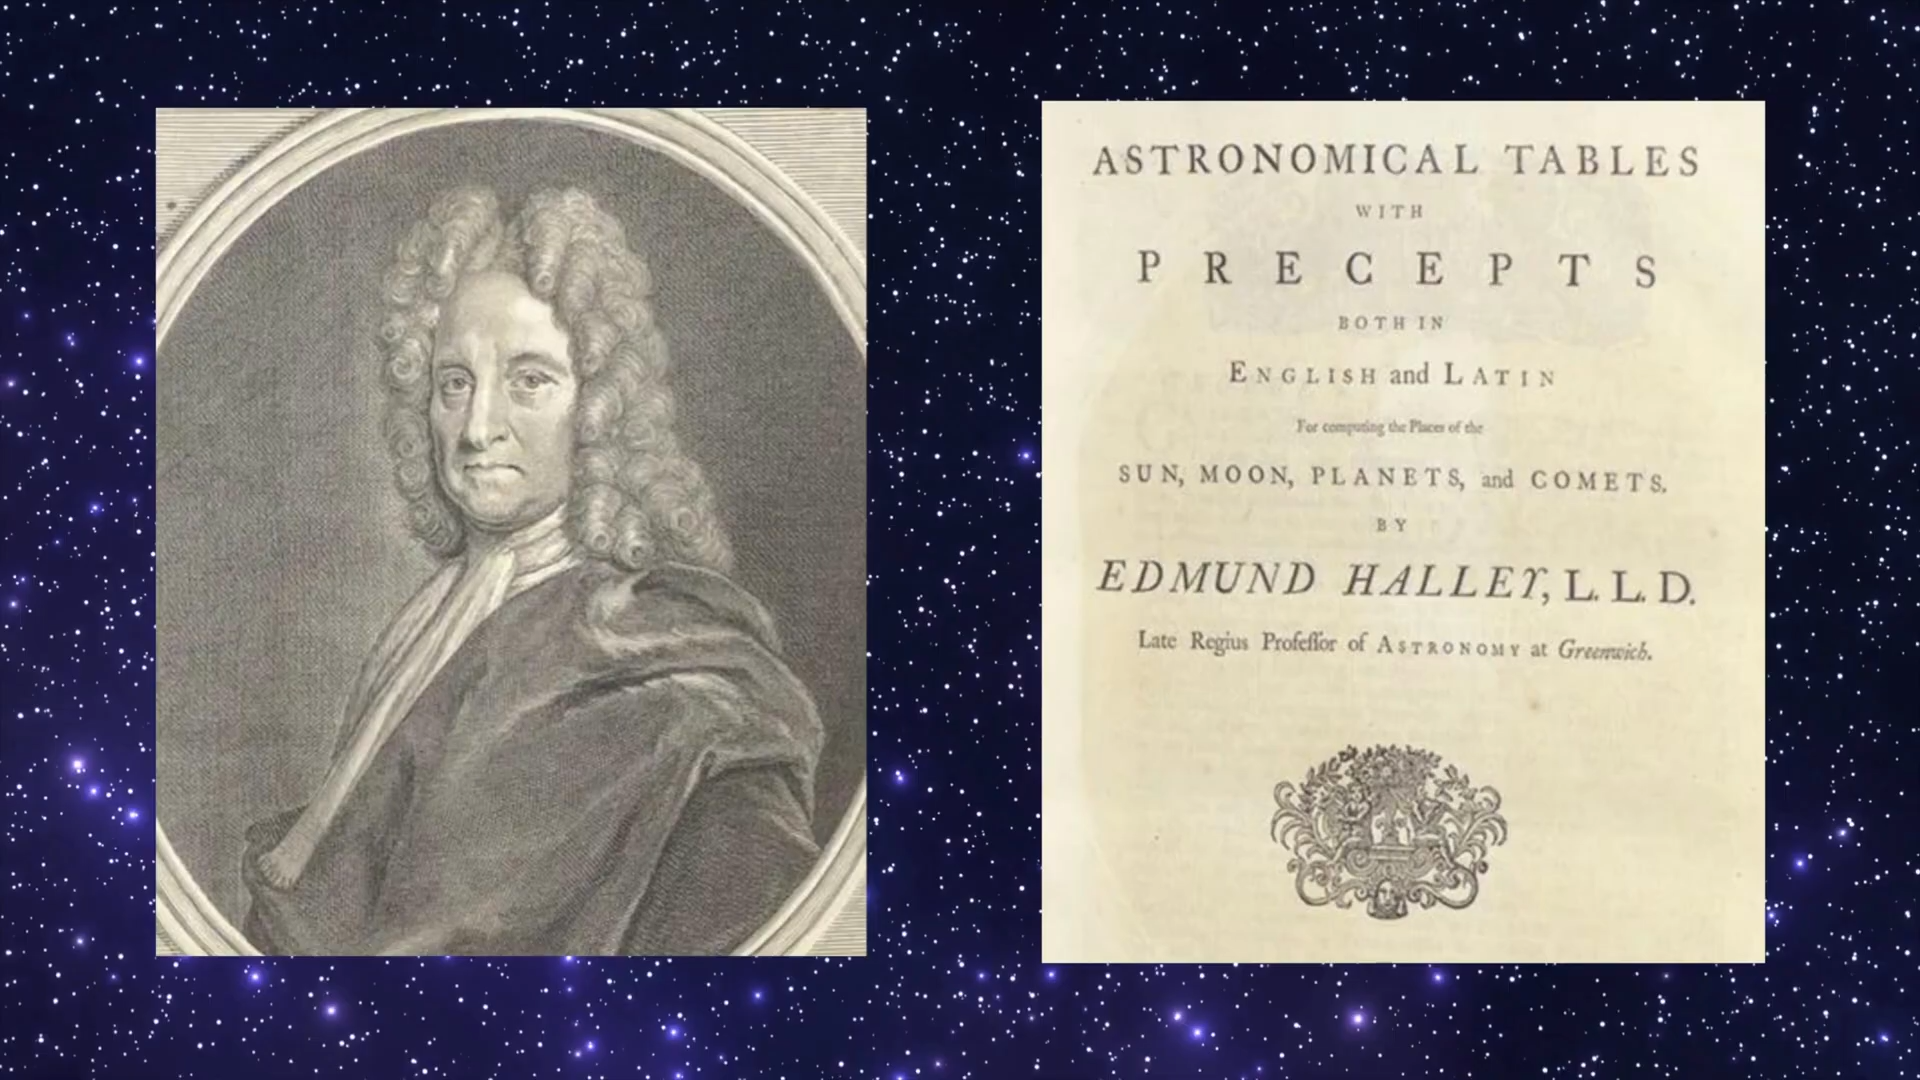 ASTRONOMICAL TABLES
WITH
PRECEPTS
BOTH IN
ENGLISH and LATIN
For computing the Places of the
SUN, MOON, PLANETS, and COMETS.
BY
EDMUND HALLEY, L. L. D.
Late Regius Profeſſor of ASTRONOMY at Greenwich.